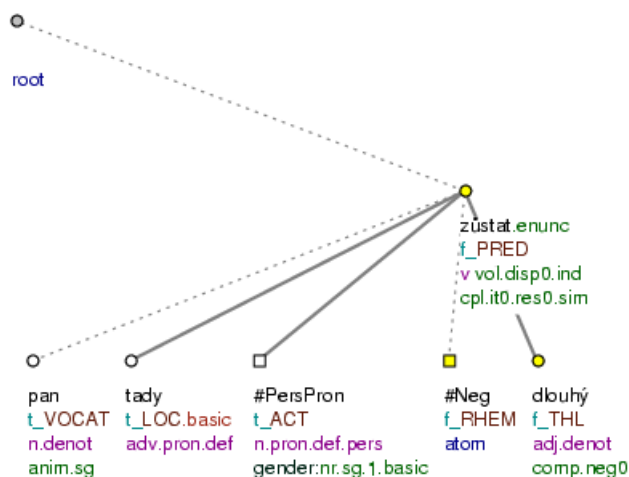 root
zůstat.enunc
f_PRED
v vol.disp0.ind
cpl.it0.res0.sim
pan tady #PersPron #Neg dlouhý
t_VOCAT t_LOC.basic t_ACT f_RHEM f_THL
n.denot adv.pron.def n.pron.def.pers atom adj.denot
anim.sg gender:nr.sg.1.basic comp.neg0